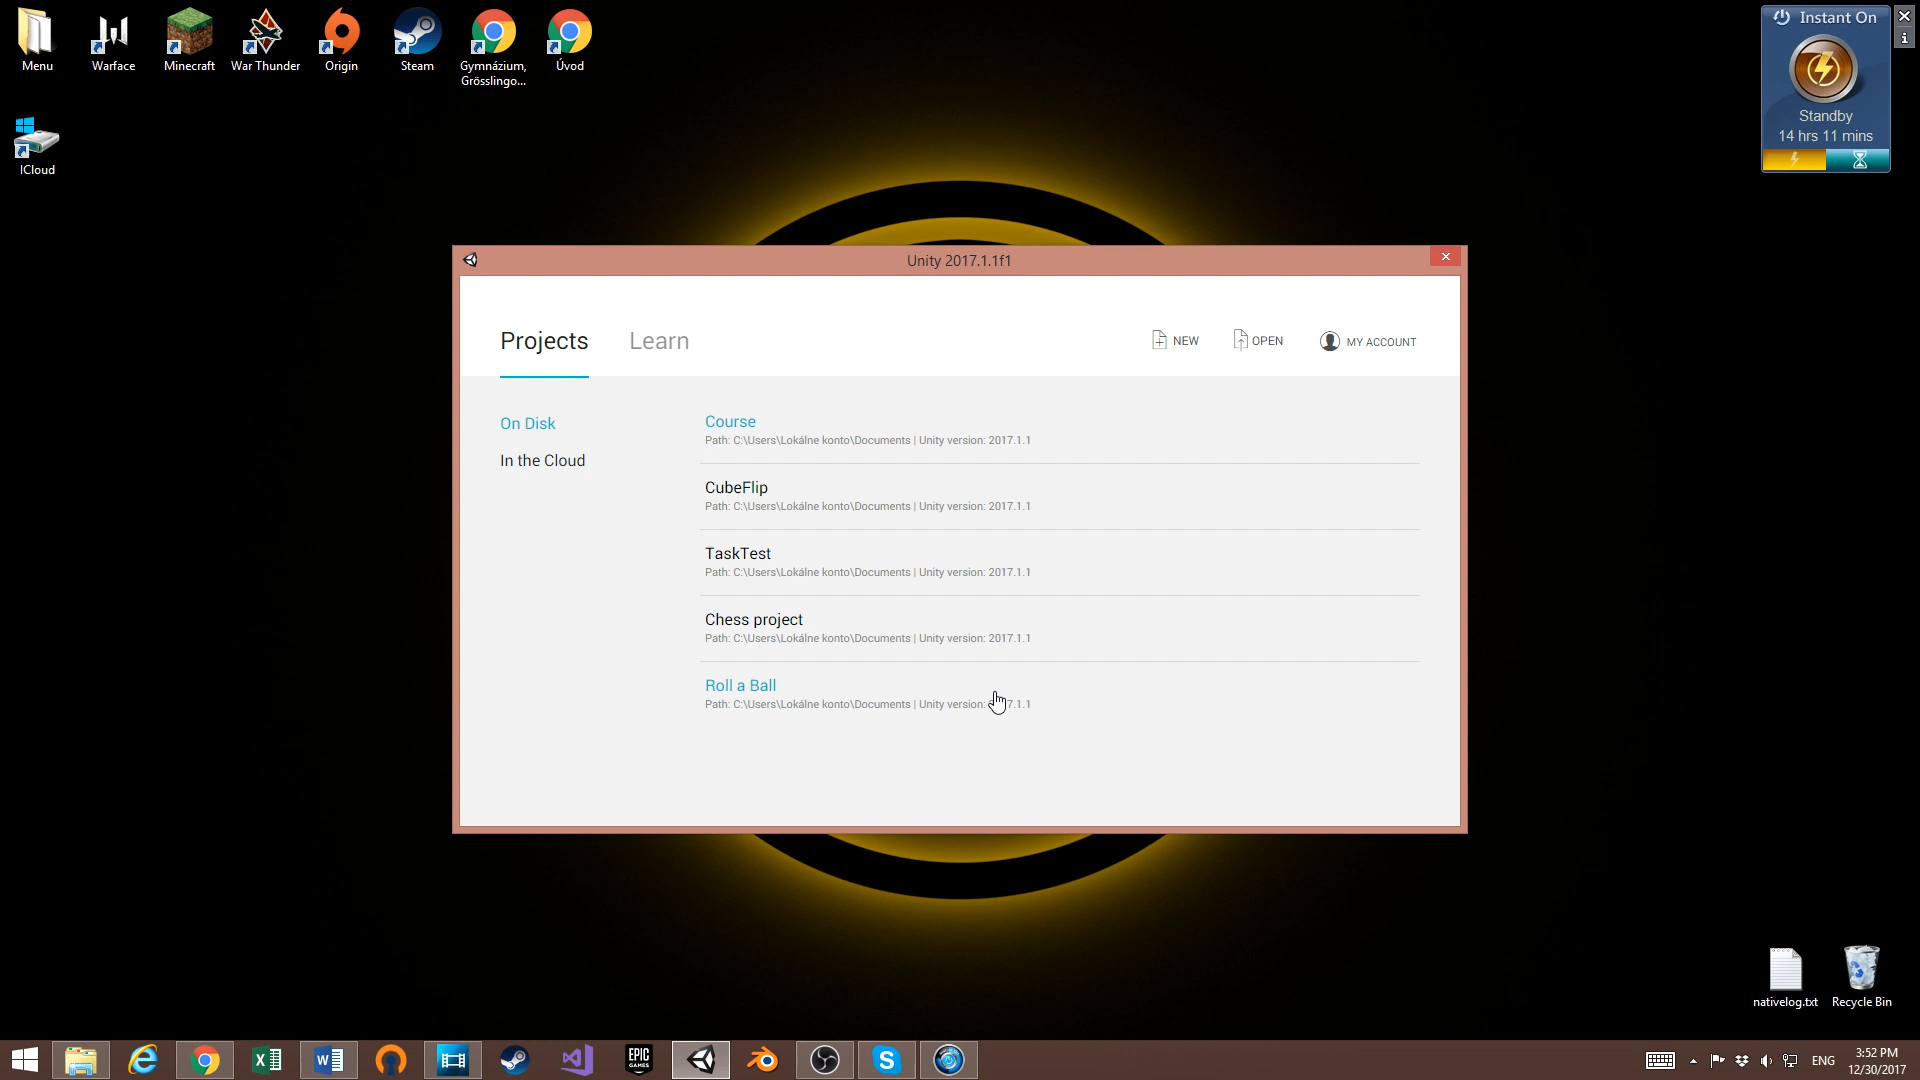 Menu
Warface
Minecraft
War Thunder
Origin
Steam
Gymnázium,
Grösslingo...
Úvod
ICloud
Instant On
Standby
14 hrs 11 mins
Unity 2017.1.1f1
Projects
Learn
NEW
OPEN
MY ACCOUNT
On Disk
In the Cloud
Course
Path: C:\Users\Lokálne konto\Documents | Unity version: 2017.1.1
CubeFlip
Path: C:\Users\Lokálne konto\Documents | Unity version: 2017.1.1
TaskTest
Path: C:\Users\Lokálne konto\Documents | Unity version: 2017.1.1
Chess project
Path: C:\Users\Lokálne konto\Documents | Unity version: 2017.1.1
Roll a Ball
Path: C:\Users\Lokálne konto\Documents | Unity version: 
nativelog.txt
Recycle Bin
EPIC
GAMES
ENG
3:52 PM
12/30/2017